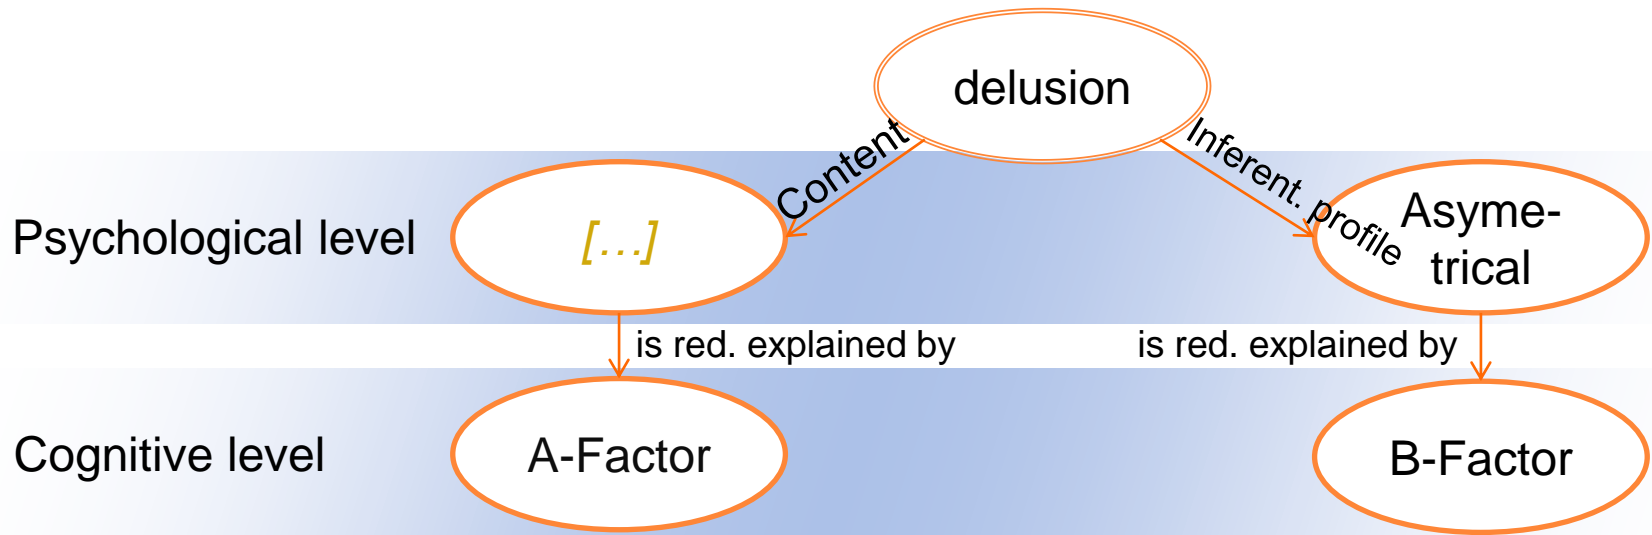 delusion
Content
Inferent. profile
Psychological level
[…]
Asyme-
trical
is red. explained by
is red. explained by
Cognitive level
A-Factor
B-Factor